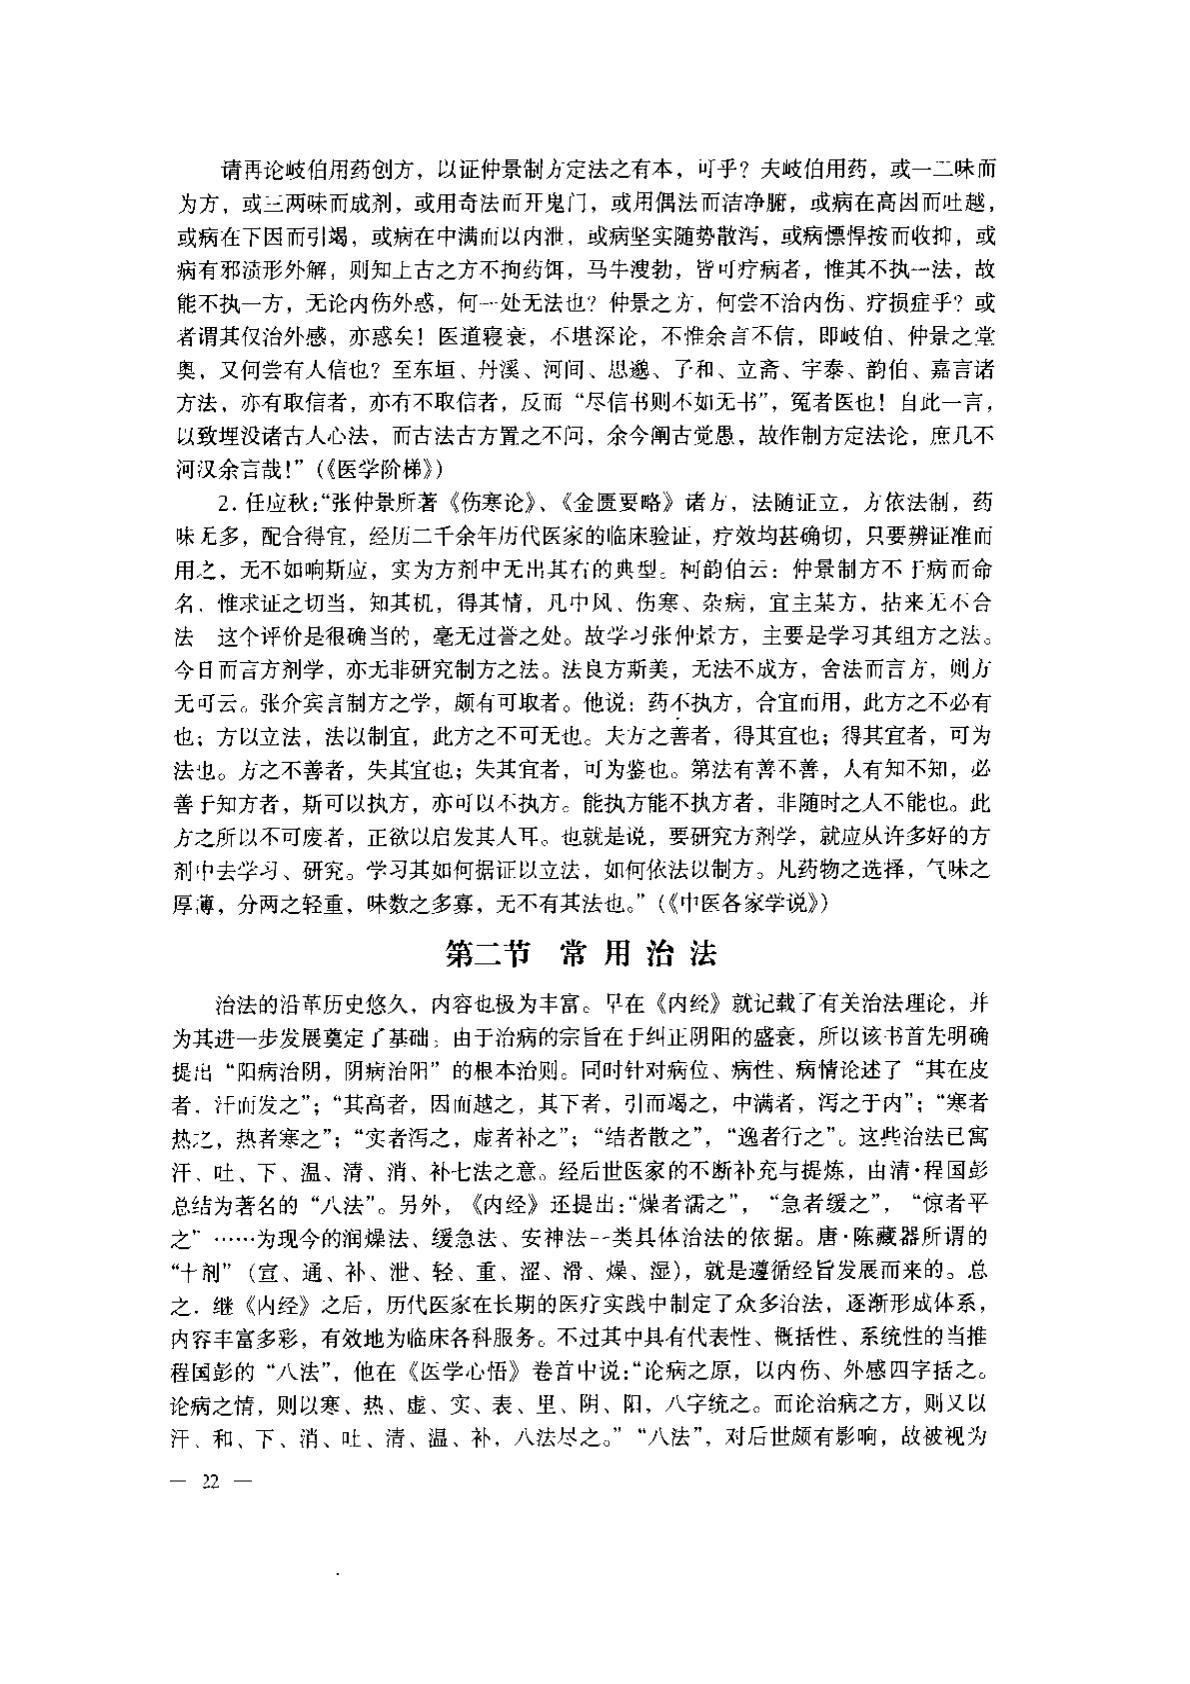 请再论岐伯用药创方，以证仲景制方定法之有本，可乎？夫岐伯用药，或一二味而
为方，或三两味而成剂，或用奇法而开鬼门，或用偶法而洁净腑，或病在高因而吐越，
或病在下因而引竭，或病在中满而以内泄，或病坚实随势散泻，或病慓悍按而收抑，或
病有邪渍形外解，则知上古之方不拘药饵，马牛溲勃，皆可疗病者，惟其不执一法，故
能不执一方，无论内伤外感，何一处无法也？仲景之方，何尝不治内伤、疗损症乎？或
者谓其仅治外感，亦惑矣！医道寝衰，不堪深论，不惟余言不信，即岐伯、仲景之堂
奥，又何尝有人信也？至东垣、丹溪、河间、思邈、子和、立斋、宇泰、韵伯、嘉言诸
方法，亦有取信者，亦有不取信者，反而“尽信书则不如无书”，冤者医也！自此一言，
以致埋没诸古人心法，而古法古方置之不问，余今阐古觉愚，故作制方定法论，庶几不
河汉余言哉！”（《医学阶梯》）
2．任应秋：“张仲景所著《伤寒论》、《金匮要略》诸方，法随证立，方依法制，药
味无多，配合得宜，经历二千余年历代医家的临床验证，疗效均甚确切，只要辨证准而
用之，无不如响斯应，实为方剂中无出其右的典型。柯韵伯云：仲景制方不于病而命
名，惟求证之切当，知其机，得其情，凡中风、伤寒、杂病，宜主某方，拈来无不合
法 这个评价是很确当的，毫无过誉之处。故学习张仲景方，主要是学习其组方之法。
今日而言方剂学，亦无非研究制方之法。法良方斯美，无法不成方，舍法而言方，则方
无可云。张介宾言制方之学，颇有可取者。他说：药不执方，合宜而用，此方之不必有
也；方以立法，法以制宜，此方之不可无也。夫方之善者，得其宜也；得其宜者，可为
法也。方之不善者，失其宜也；失其宜者，可为鉴也。第法有善不善，人有知不知，必
善于知方者，斯可以执方，亦可以不执方。能执方能不执方者，非随时之人不能也。此
方之所以不可废者，正欲以启发其人耳。也就是说，要研究方剂学，就应从许多好的方
剂中去学习、研究。学习其如何据证以立法，如何依法以制方。凡药物之选择，气味之
厚薄，分两之轻重，味数之多寡，无不有其法也。”（《中医各家学说》）
第二节 常用治法
治法的沿革历史悠久，内容也极为丰富。早在《内经》就记载了有关治法理论，并
为其进一步发展奠定了基础。由于治病的宗旨在于纠正阴阳的盛衰，所以该书首先明确
提出“阳病治阴，阴病治阳”的根本治则。同时针对病位、病性、病情论述了“其在皮
者，汗而发之”；“其高者，因而越之，其下者，引而竭之，中满者，泻之于内”；“寒者
热之，热者寒之”；“实者泻之，虚者补之”；“结者散之”，“逸者行之”。这些治法已寓
汗、吐、下、温、清、消、补七法之意。经后世医家的不断补充与提炼，由清·程国彭
总结为著名的“八法”。另外，《内经》还提出：“燥者濡之”，“急者缓之”，“惊者平
之”……为现今的润燥法、缓急法、安神法一类具体治法的依据。唐·陈藏器所谓的
“十剂”（宣、通、补、泄、轻、重、涩、滑、燥、湿），就是遵循经旨发展而来的。总
之．继《内经》之后，历代医家在长期的医疗实践中制定了众多治法，逐渐形成体系，
内容丰富多彩，有效地为临床各科服务。不过其中具有代表性、概括性、系统性的当推
程国彭的“八法”，他在《医学心悟》卷首中说：“论病之原，以内伤、外感四字括之。
论病之情，则以寒、热、虚、实、表、里、阴、阳，八字统之。而论治病之方，则又以
汗、和、下、消、吐、清、温、补，八法尽之。”“八法”，对后世颇有影响，故被视为
— 22 —